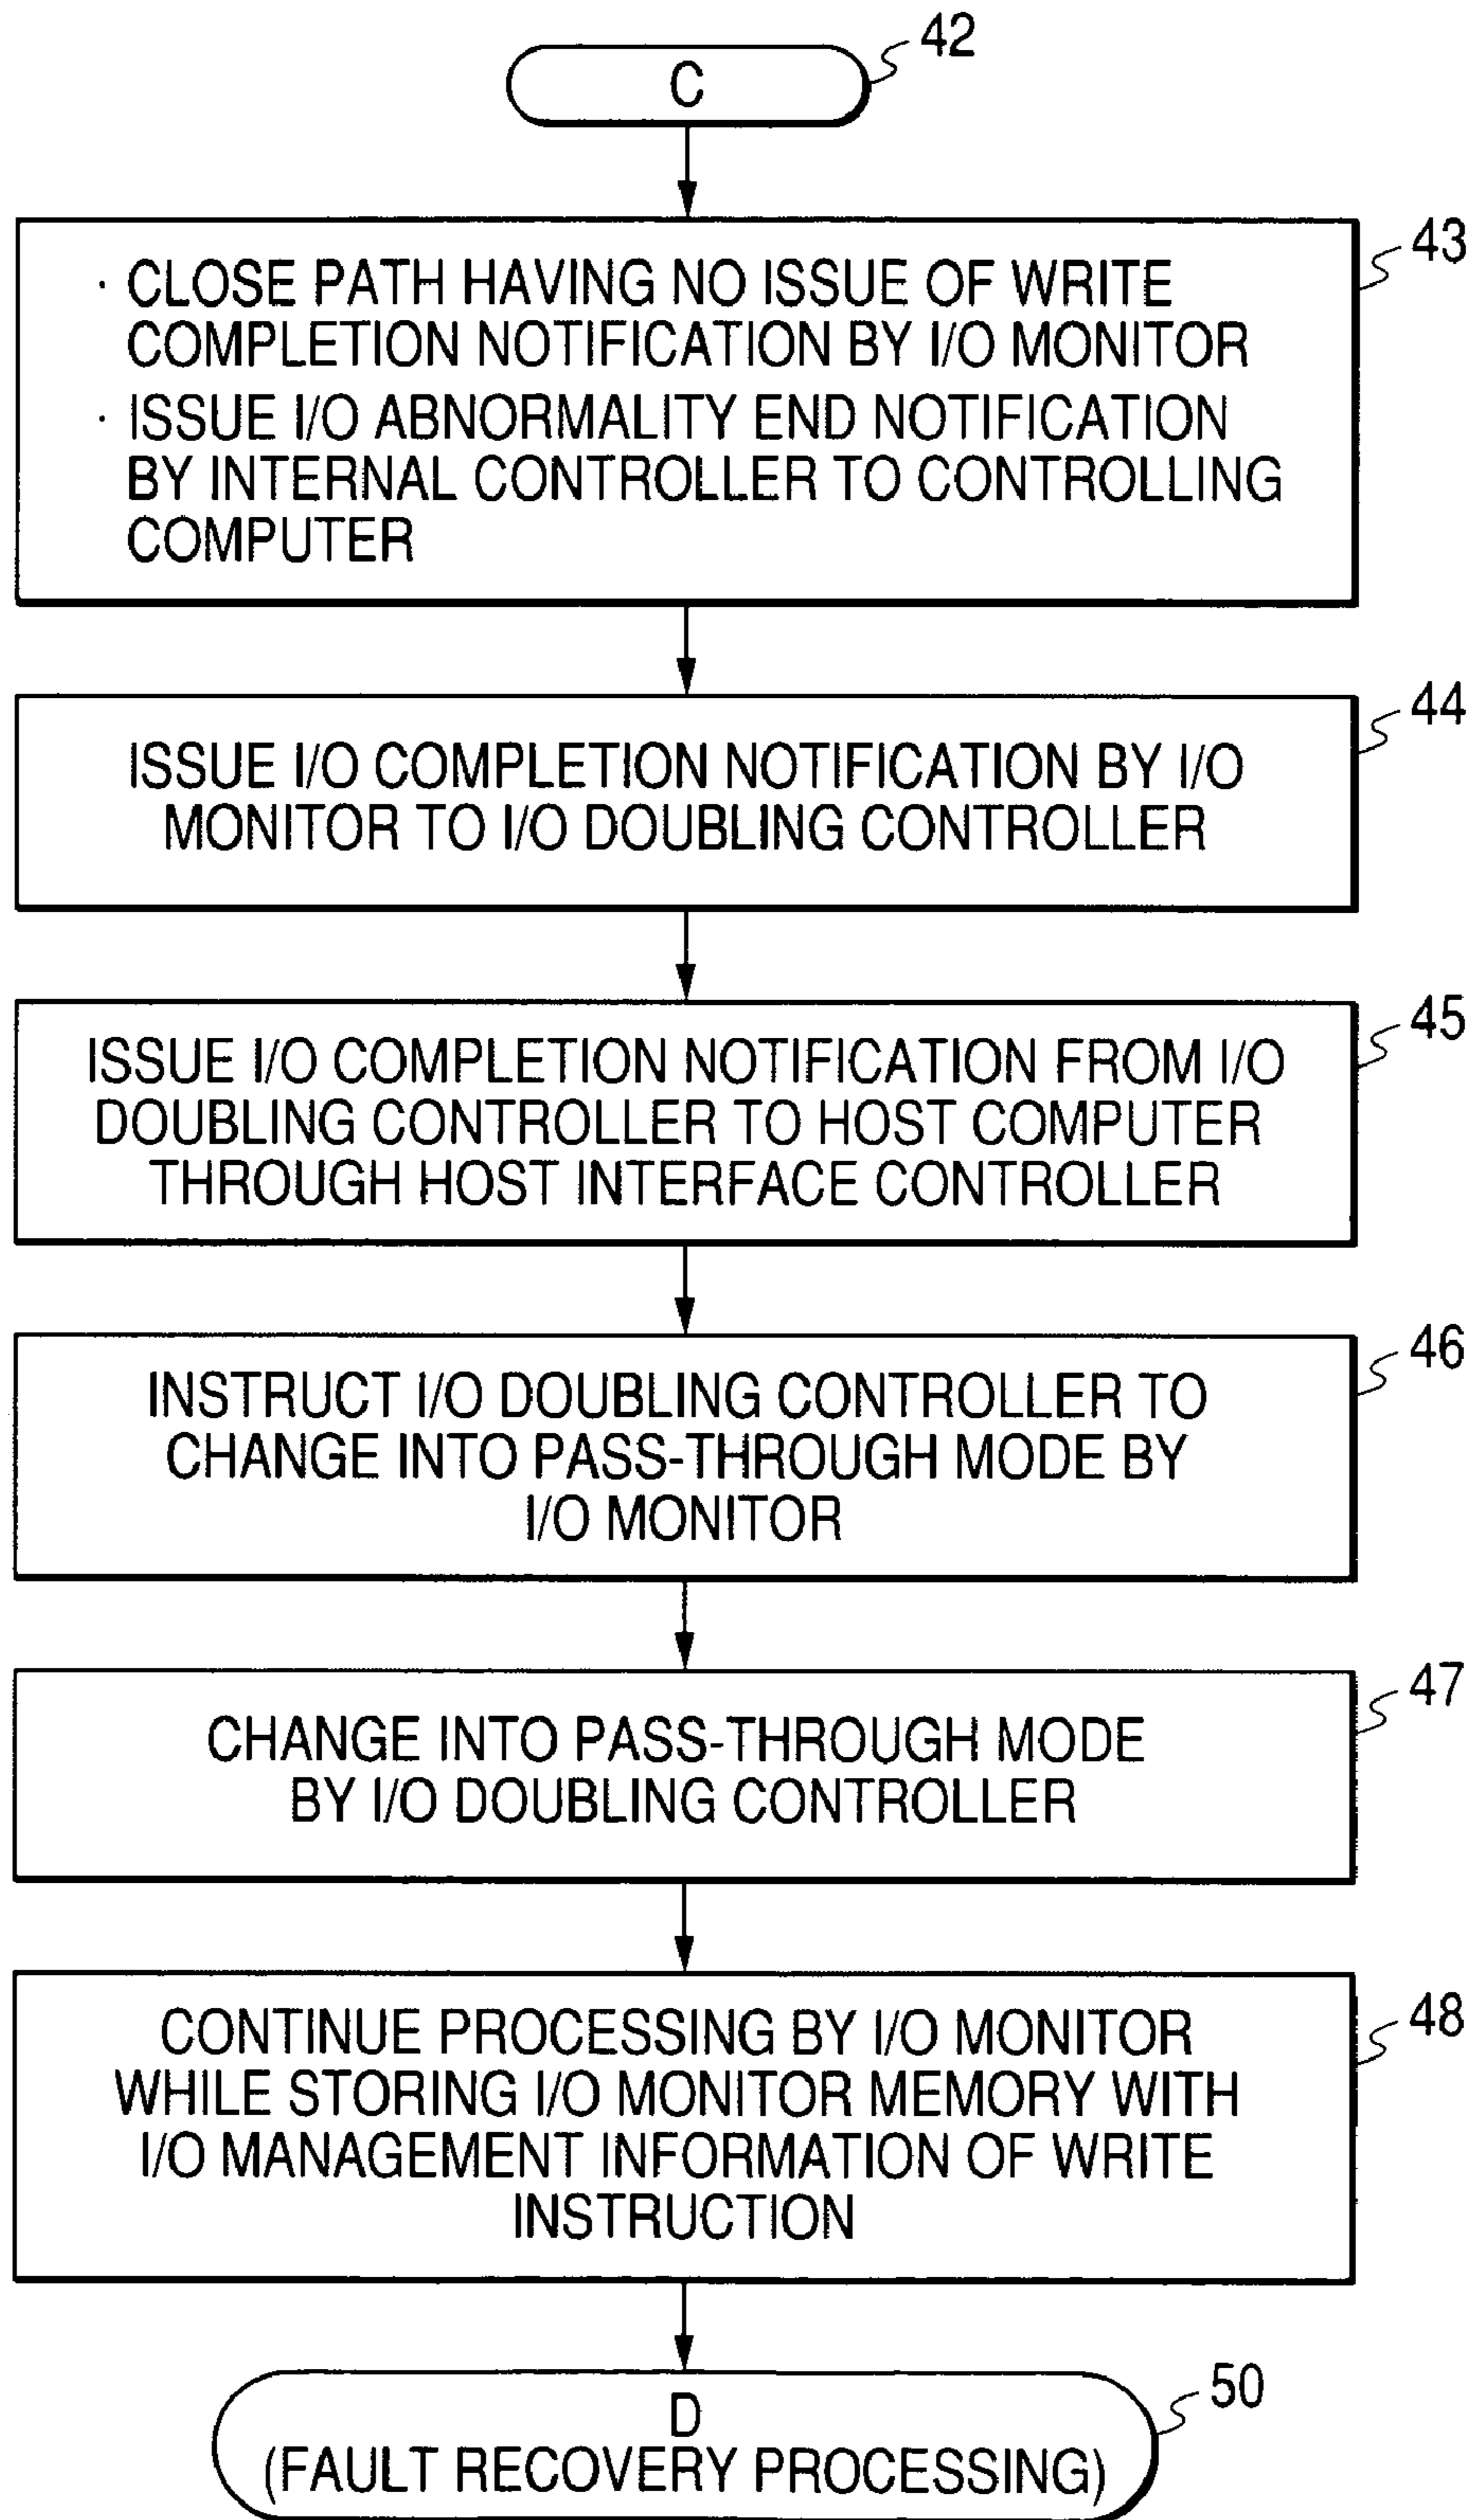 42
C
43
· CLOSE PATH HAVING NO ISSUE OF WRITE
COMPLETION NOTIFICATION BY I/O MONITOR
· ISSUE I/O ABNORMALITY END NOTIFICATION
BY INTERNAL CONTROLLER TO CONTROLLING
COMPUTER
44
ISSUE I/O COMPLETION NOTIFICATION BY I/O
MONITOR TO I/O DOUBLING CONTROLLER
45
ISSUE I/O COMPLETION NOTIFICATION FROM I/O
DOUBLING CONTROLLER TO HOST COMPUTER
THROUGH HOST INTERFACE CONTROLLER
46
INSTRUCT I/O DOUBLING CONTROLLER TO
CHANGE INTO PASS-THROUGH MODE BY
I/O MONITOR
47
CHANGE INTO PASS-THROUGH MODE
BY I/O DOUBLING CONTROLLER
48
CONTINUE PROCESSING BY I/O MONITOR
WHILE STORING I/O MONITOR MEMORY WITH
I/O MANAGEMENT INFORMATION OF WRITE
INSTRUCTION
50
D
(FAULT RECOVERY PROCESSING)